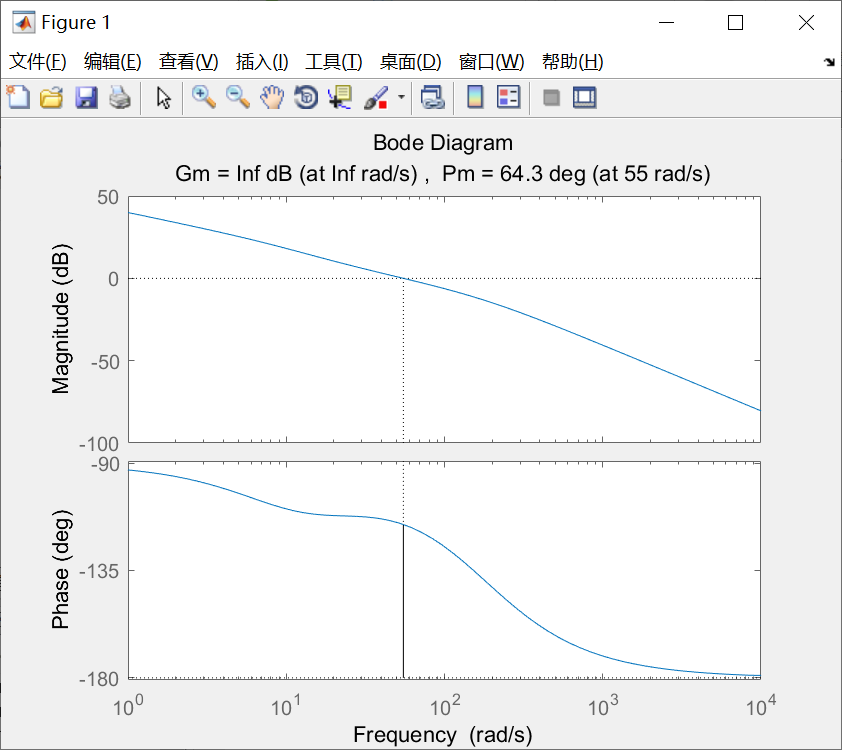 Figure 1
文件(F) 编辑(E) 查看(V) 插入(I) 工具(T) 桌面(D) 窗口(W) 帮助(H)
Bode Diagram
Gm = Inf dB (at Inf rad/s) , Pm = 64.3 deg (at 55 rad/s)
Magnitude (dB)
50
0
-50
-100
Phase (deg)
-90
-135
-180
10^0 10^1 10^2 10^3 10^4
Frequency (rad/s)